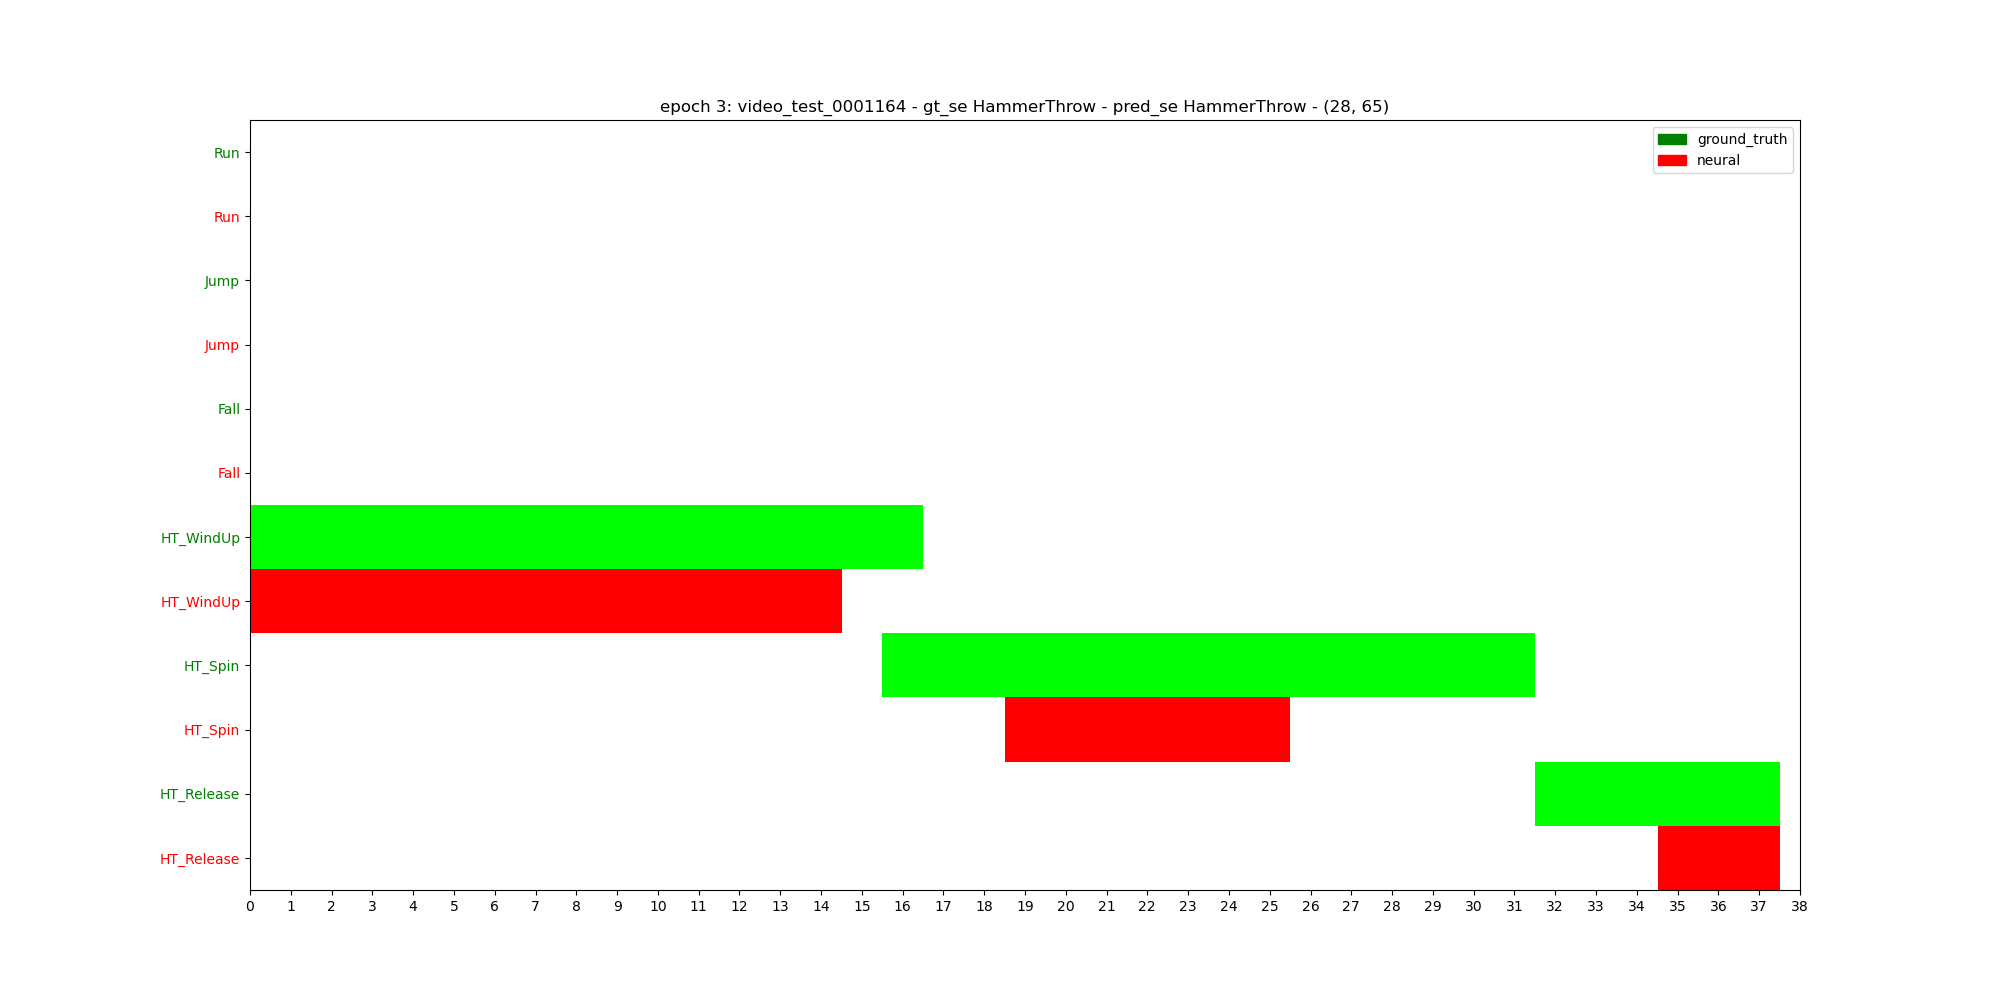 epoch 3: video_test_0001164 - gt_se HammerThrow - pred_se HammerThrow - (28, 65)
ground_truth
neural
Run
Run
Jump
Jump
Fall
Fall
HT_WindUp
HT_WindUp
HT_Spin
HT_Spin
HT_Release
HT_Release
0 1 2 3 4 5 6 7 8 9 10 11 12 13 14 15 16 17 18 19 20 21 22 23 24 25 26 27 28 29 30 31 32 33 34 35 36 37 38